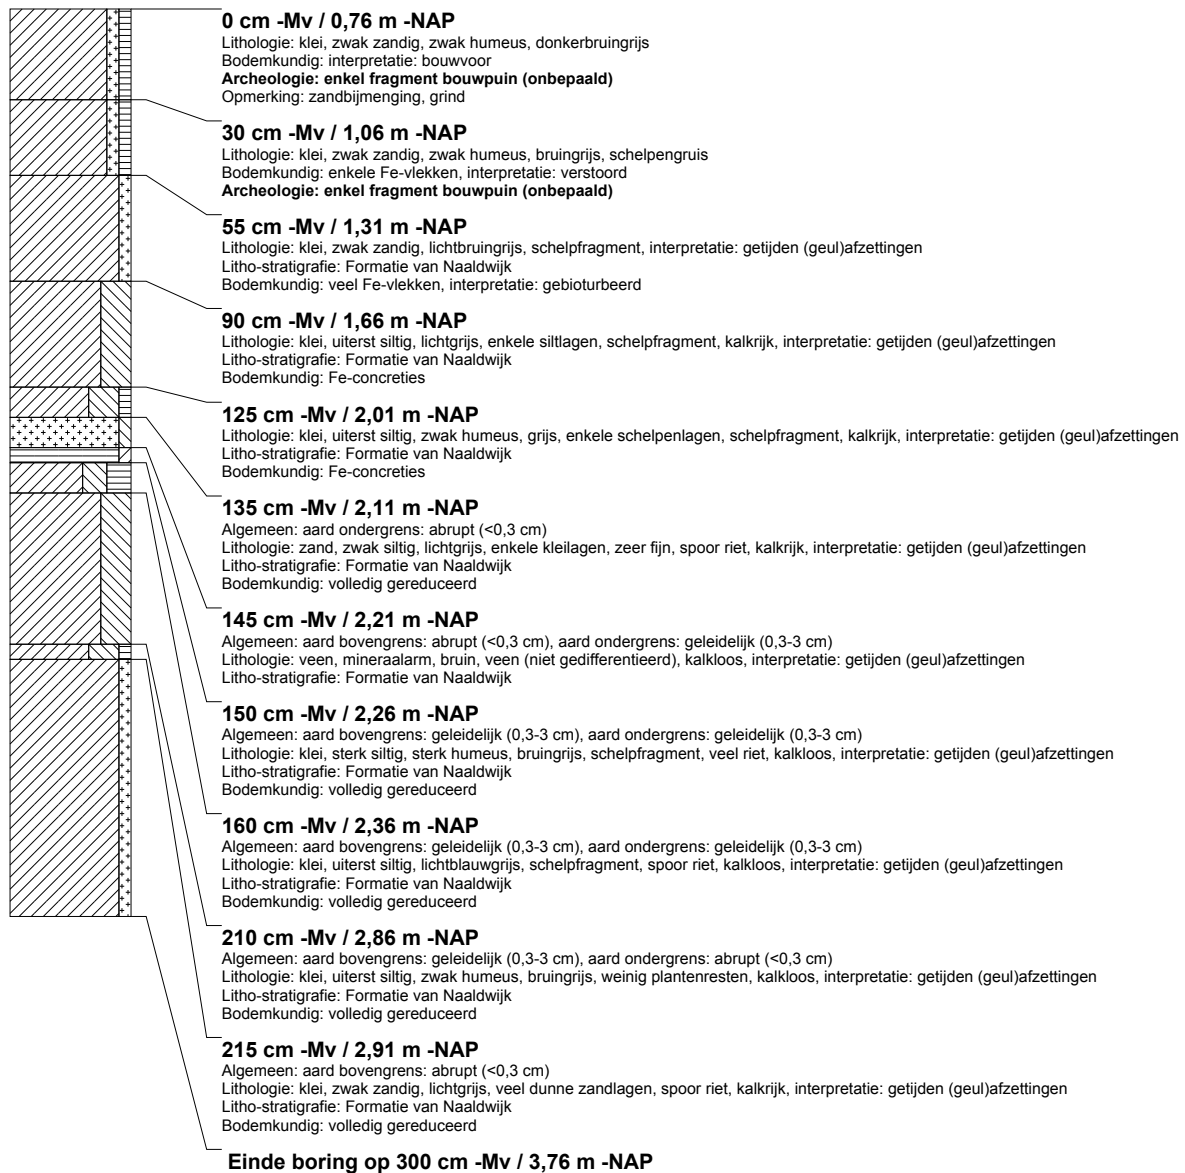 0 cm -Mv / 0,76 m -NAP
Lithologie: klei, zwak zandig, zwak humeus, donkerbruingrijs
Bodemkundig: interpretatie: bouwvoor
Archeologie: enkel fragment bouwpuin (onbepaald)
Opmerking: zandbijmenging, grind
30 cm -Mv / 1,06 m -NAP
Lithologie: klei, zwak zandig, zwak humeus, bruingrijs, schelpengruis
Bodemkundig: enkele Fe-vlekken, interpretatie: verstoord
Archeologie: enkel fragment bouwpuin (onbepaald)
55 cm -Mv / 1,31 m -NAP
Lithologie: klei, zwak zandig, lichtbruingrijs, schelpfragment, interpretatie: getijden (geul)afzettingen
Litho-stratigrafie: Formatie van Naaldwijk
Bodemkundig: veel Fe-vlekken, interpretatie: gebioturbeerd
90 cm -Mv / 1,66 m -NAP
Lithologie: klei, uiterst siltig, lichtgrijs, enkele siltlagen, schelpfragment, kalkrijk, interpretatie: getijden (geul)afzettingen
Litho-stratigrafie: Formatie van Naaldwijk
Bodemkundig: Fe-concreties
125 cm -Mv / 2,01 m -NAP
Lithologie: klei, uiterst siltig, zwak humeus, grijs, enkele schelpenlagen, schelpfragment, kalkrijk, interpretatie: getijden (geul)afzettingen
Litho-stratigrafie: Formatie van Naaldwijk
Bodemkundig: Fe-concreties
135 cm -Mv / 2,11 m -NAP
Algemeen: aard ondergrens: abrupt (<0,3 cm)
Lithologie: zand, zwak siltig, lichtgrijs, enkele kleilagen, zeer fijn, spoor riet, kalkrijk, interpretatie: getijden (geul)afzettingen
Litho-stratigrafie: Formatie van Naaldwijk
Bodemkundig: volledig gereduceerd
145 cm -Mv / 2,21 m -NAP
Algemeen: aard bovengrens: abrupt (<0,3 cm), aard ondergrens: geleidelijk (0,3-3 cm)
Lithologie: veen, mineraalarm, bruin, veen (niet gedifferentieerd), kalkloos, interpretatie: getijden (geul)afzettingen
Litho-stratigrafie: Formatie van Naaldwijk
150 cm -Mv / 2,26 m -NAP
Algemeen: aard bovengrens: geleidelijk (0,3-3 cm), aard ondergrens: geleidelijk (0,3-3 cm)
Lithologie: klei, sterk siltig, sterk humeus, bruingrijs, schelpfragment, veel riet, kalkloos, interpretatie: getijden (geul)afzettingen
Litho-stratigrafie: Formatie van Naaldwijk
Bodemkundig: volledig gereduceerd
160 cm -Mv / 2,36 m -NAP
Algemeen: aard bovengrens: geleidelijk (0,3-3 cm), aard ondergrens: geleidelijk (0,3-3 cm)
Lithologie: klei, uiterst siltig, lichtblauwgrijs, schelpfragment, spoor riet, kalkloos, interpretatie: getijden (geul)afzettingen
Litho-stratigrafie: Formatie van Naaldwijk
Bodemkundig: volledig gereduceerd
210 cm -Mv / 2,86 m -NAP
Algemeen: aard bovengrens: geleidelijk (0,3-3 cm), aard ondergrens: abrupt (<0,3 cm)
Lithologie: klei, uiterst siltig, zwak humeus, bruingrijs, weinig plantenresten, kalkloos, interpretatie: getijden (geul)afzettingen
Litho-stratigrafie: Formatie van Naaldwijk
Bodemkundig: volledig gereduceerd
215 cm -Mv / 2,91 m -NAP
Algemeen: aard bovengrens: abrupt (<0,3 cm)
Lithologie: klei, zwak zandig, lichtgrijs, veel dunne zandlagen, spoor riet, kalkrijk, interpretatie: getijden (geul)afzettingen
Litho-stratigrafie: Formatie van Naaldwijk
Bodemkundig: volledig gereduceerd
Einde boring op 300 cm -Mv / 3,76 m -NAP